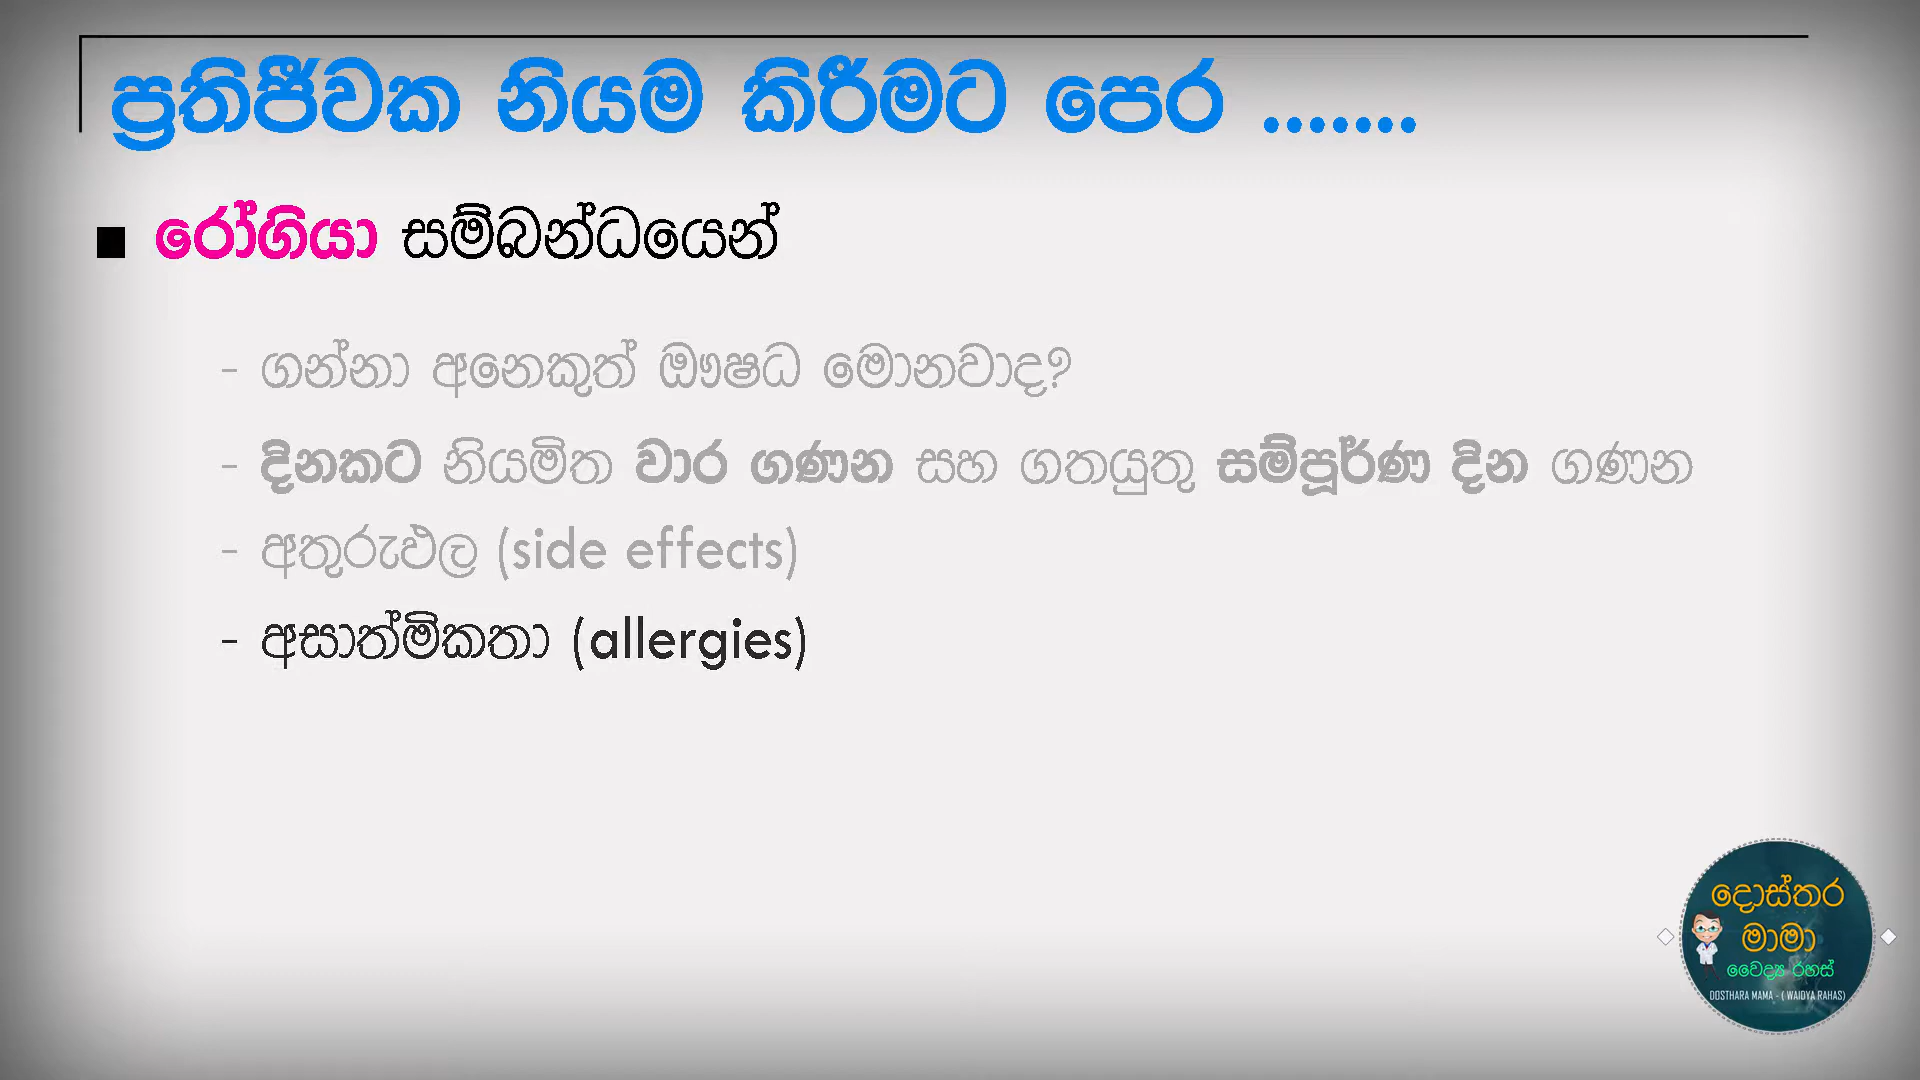 ප්‍රතිජීවක නියම කිරීමට පෙර .......
■ රෝගියා සම්බන්ධයෙන්
- ගන්නා අනෙකුත් ඖෂධ මොනවාද?
- දිනකට නියමිත වාර ගණන සහ ගතයුතු සම්පූර්ණ දින ගණන
- අතුරුඵල (side effects)
- අසාත්මිකතා (allergies)
දොස්තර
මාමා
වෛද්‍ය රහස්
DOSTHARA MAMA - ( WAIDYA RAHAS)